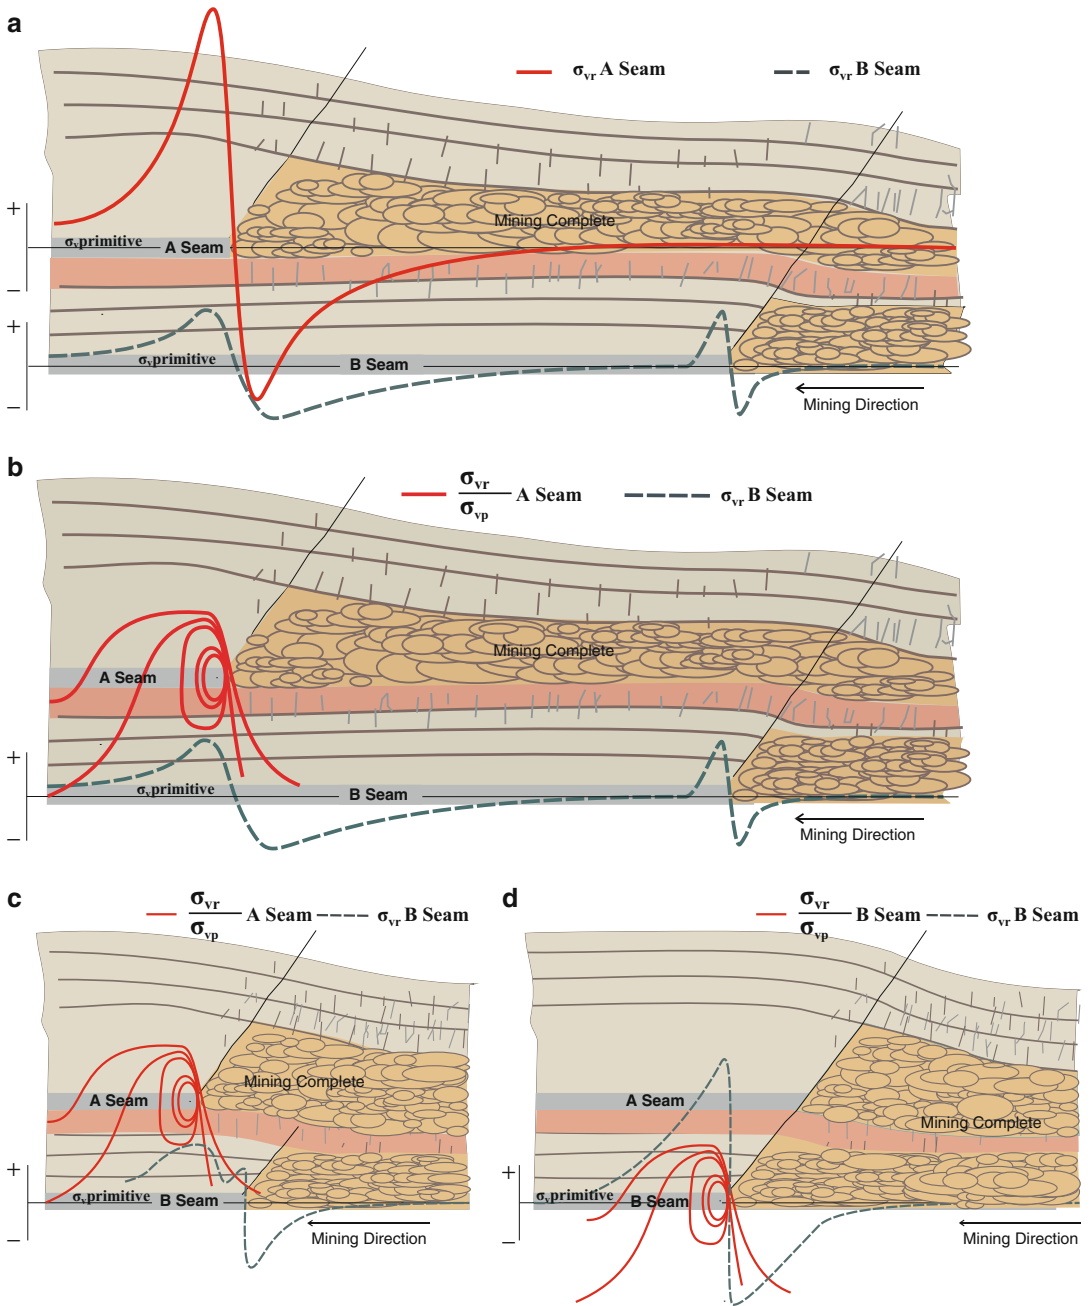 a
σvr A Seam σvr B Seam
+
Mining Complete
σvprimitive A Seam
−
+
σvprimitive B Seam
−
Mining Direction
b
σvr
σvp A Seam σvr B Seam
Mining Complete
A Seam
+
σvprimitive B Seam
−
Mining Direction
c
σvr
σvp A Seam σvr B Seam
Mining Complete
A Seam
+
σvprimitive B Seam
−
Mining Direction
d
σvr
σvp B Seam σvr B Seam
A Seam
Mining Complete
+
σvprimitive B Seam
−
Mining Direction